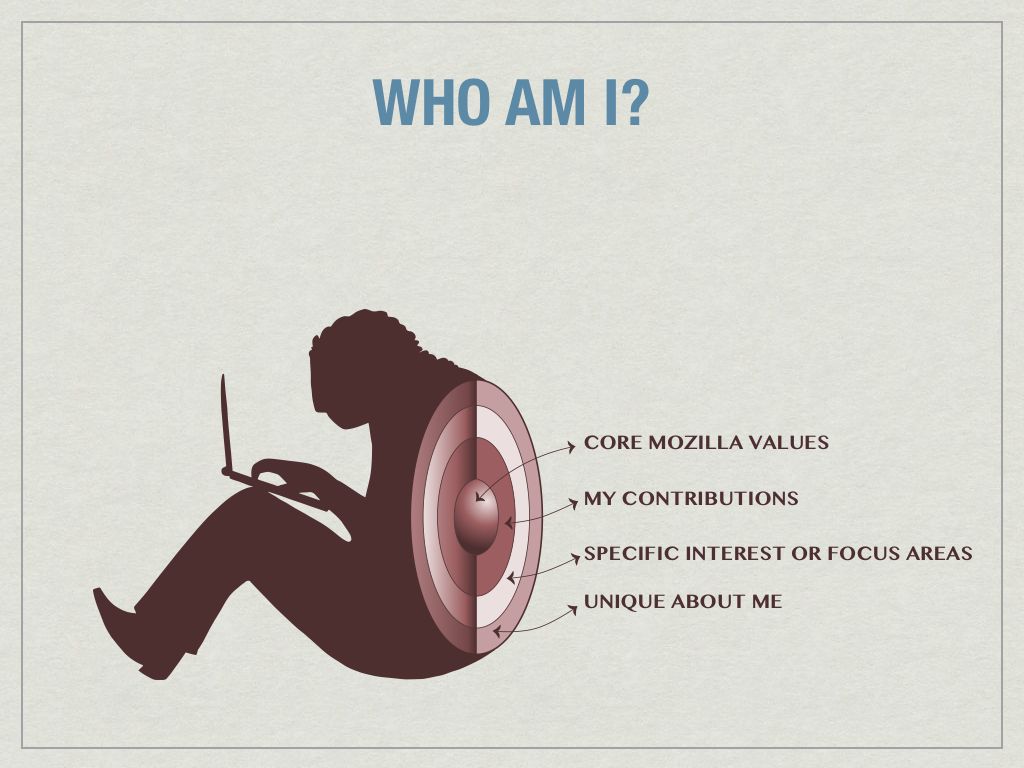 WHO AM I?
CORE MOZILLA VALUES
MY CONTRIBUTIONS
SPECIFIC INTEREST OR FOCUS AREAS
UNIQUE ABOUT ME